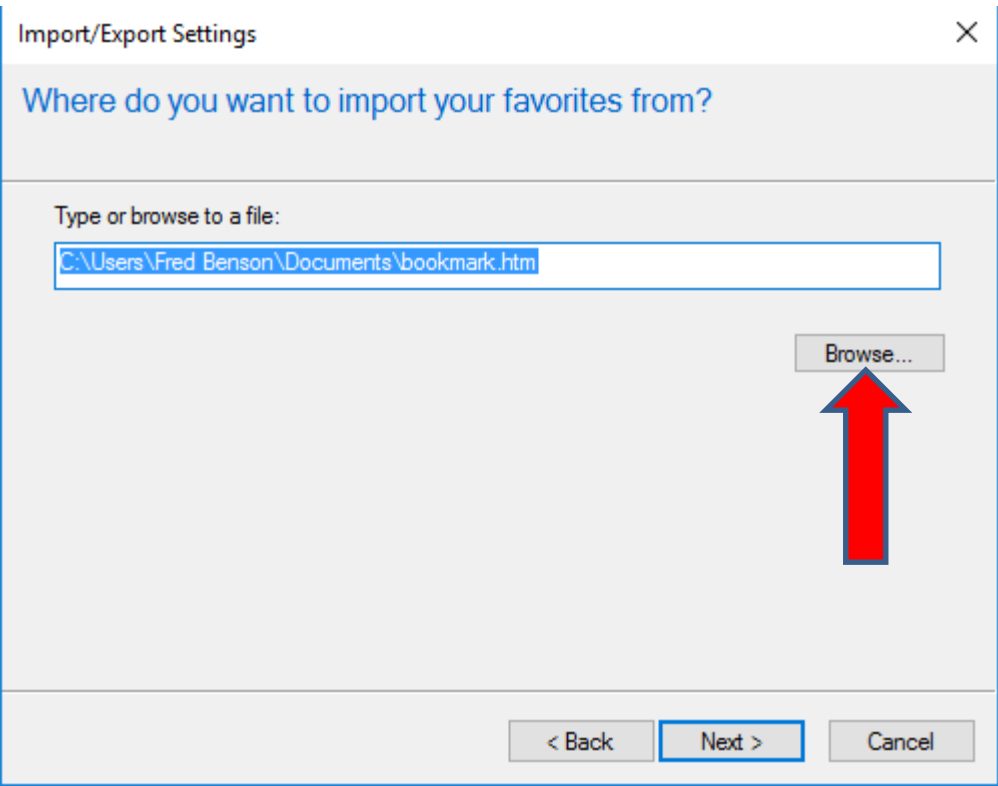 Import/Export Settings
Where do you want to import your favorites from?
Type or browse to a file:
C:\Users\Fred Benson\Documents\bookmark.htm
Browse...
< Back
Next >
Cancel